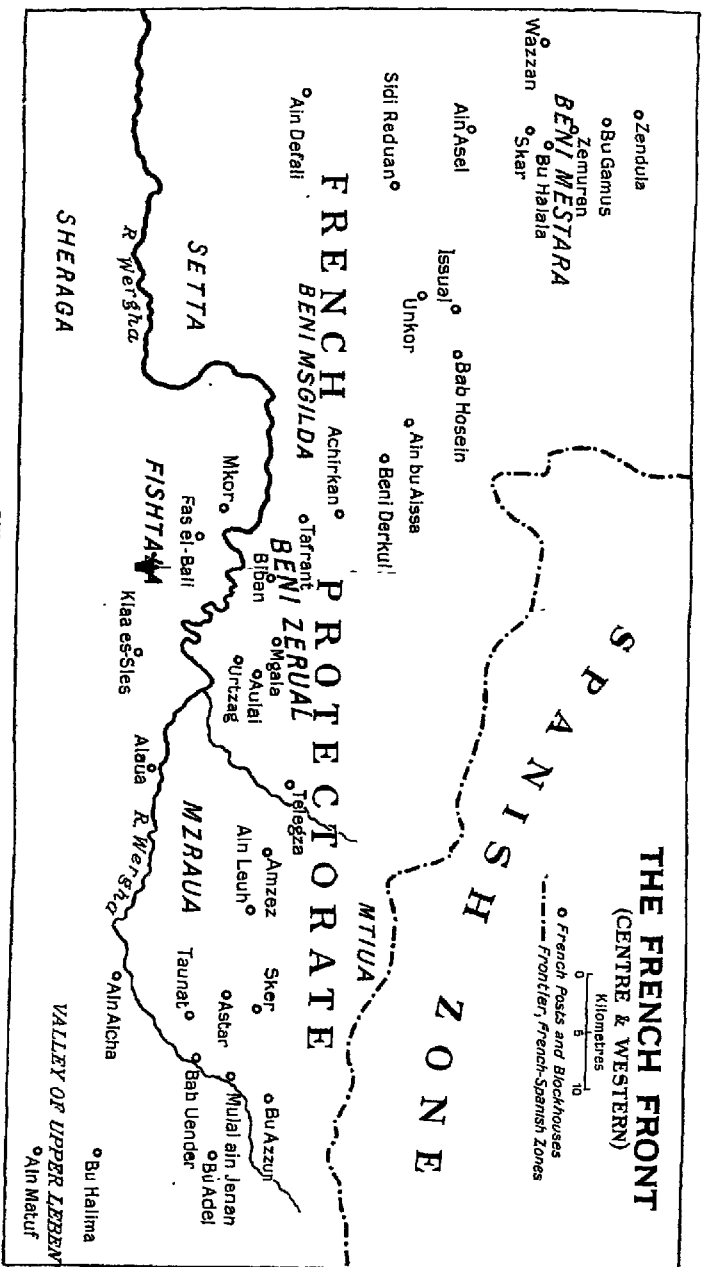 THE FRENCH FRONT
(CENTRE & WESTERN)
Kilometres
0 5 10
French Posts and Blockhouses
Frontier, French-Spanish Zones
SPANISH ZONE
FRENCH PROTECTORATE
Zendula
Bu Gamus
Wazzan
Zemuran
BENI MESTARA
Bu Halala
Skar
Ain Asel
Sidi Reduan
Ain Defali
Issual
Unkor
Bab Hosein
Ain bu Aissa
Beni Derkul
BENI MSGILDA
Achirkan
SETTA
R Wergha
SHERAGA
Mkor
Tafrant
Biban
BENI ZERUAL
Fas el-Bali
FISHTALA
Klaa es-Sles
Mgala
Aulai
Urtzag
Telegza
Alaua
R. Wergha
MZRAUA
Amzez
Ain Leuh
MTIUA
Sker
Astar
Taunat
Ain Aicha
Bu Azzun
Mulal ain Jenan
Bu Adel
Bab Uender
VALLEY OF UPPER LEBEN
Bu Halima
Ain Matuf